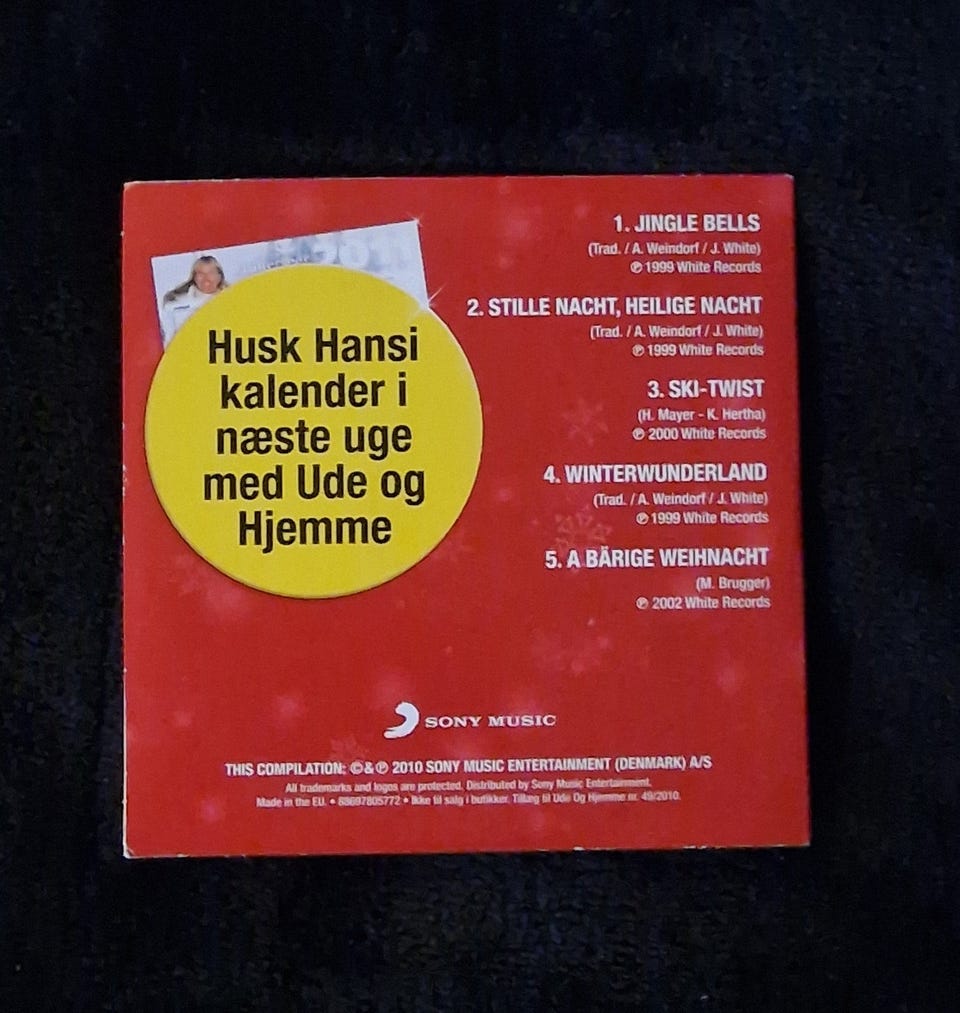 2011
Husk Hansi
kalender i
næste uge
med Ude og
Hjemme
1. JINGLE BELLS
(Trad. / A. Weindorf / J. White)
℗ 1999 White Records
2. STILLE NACHT, HEILIGE NACHT
(Trad. / A. Weindorf / J. White)
℗ 1999 White Records
3. SKI-TWIST
(H. Mayer - K. Hertha)
℗ 2000 White Records
4. WINTERWUNDERLAND
(Trad. / A. Weindorf / J. White)
℗ 1999 White Records
5. A BÄRIGE WEIHNACHT
(M. Brugger)
℗ 2002 White Records
SONY MUSIC
THIS COMPILATION: ©&℗ 2010 SONY MUSIC ENTERTAINMENT (DENMARK) A/S
All trademarks and logos are protected. Distributed by Sony Music Entertainment.
Made in the EU. • 88697805772 • Ikke til salg i butikker. Tillæg til Ude Og Hjemme nr. 49/2010.